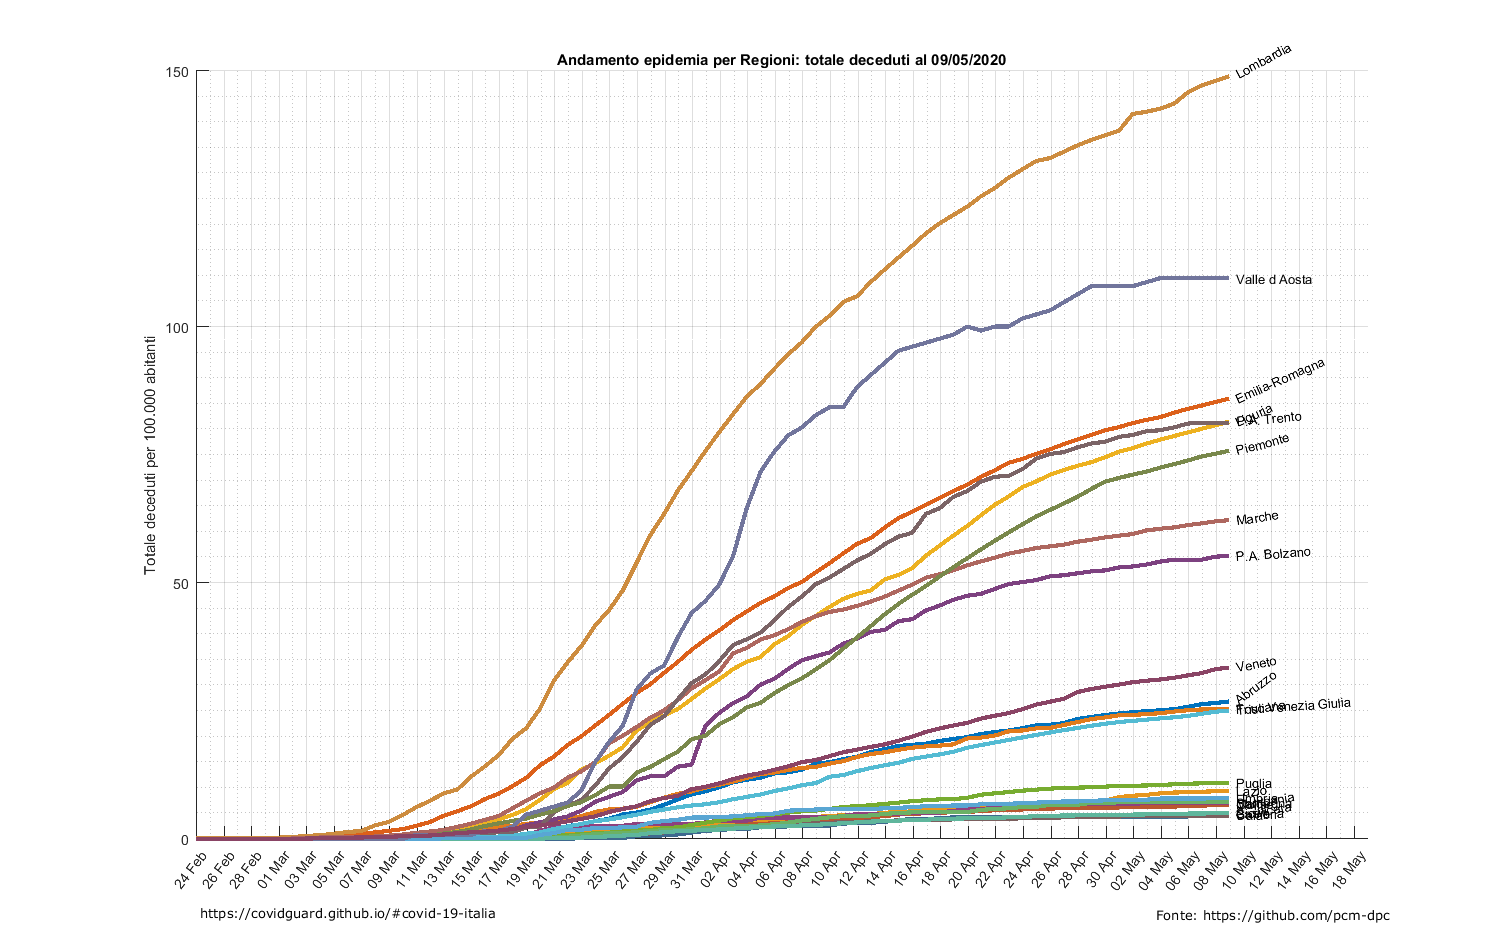 Andamento epidemia per Regioni: totale deceduti al 09/05/2020
Totale deceduti per 100.000 abitanti
150
100
50
0
Lombardia
Valle d Aosta
Emilia-Romagna
Liguria
P.A. Trento
Piemonte
Marche
P.A. Bolzano
Veneto
Abruzzo
Toscana
Friuli Venezia Giulia
Puglia
Lazio
Calabria
24 Feb
26 Feb
28 Feb
01 Mar
03 Mar
05 Mar
07 Mar
09 Mar
11 Mar
13 Mar
15 Mar
17 Mar
19 Mar
21 Mar
23 Mar
25 Mar
27 Mar
29 Mar
31 Mar
02 Apr
04 Apr
06 Apr
08 Apr
10 Apr
12 Apr
14 Apr
16 Apr
18 Apr
20 Apr
22 Apr
24 Apr
26 Apr
28 Apr
30 Apr
02 May
04 May
06 May
08 May
10 May
12 May
14 May
16 May
18 May
https://covidguard.github.io/#covid-19-italia
Fonte: https://github.com/pcm-dpc